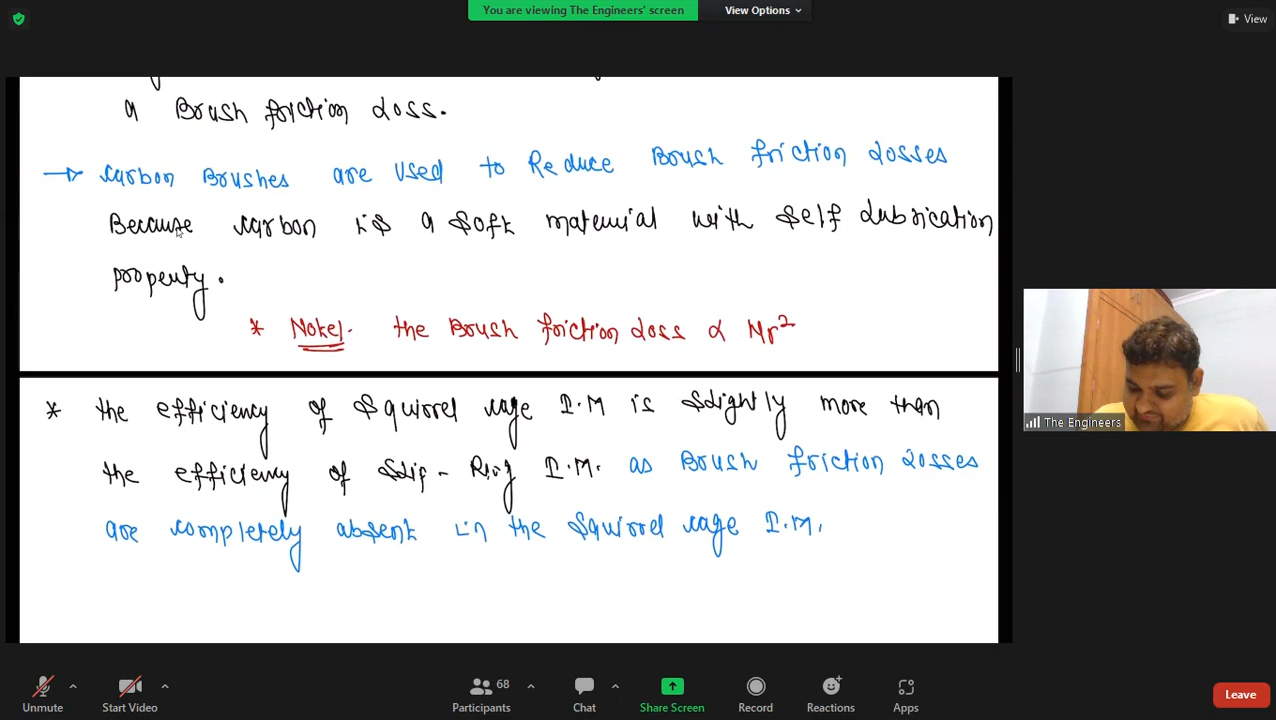 You are viewing The Engineers' screen
View Options
View
a Brush friction Loss.
→ Carbon Brushes are Used to Reduce Brush friction Losses
Because Carbon is a Soft material with Self Lubrication
property.
* Note:- the Brush friction Loss ∝ Nr²
* the efficiency of Squirrel cage I.M is Slightly more than
the efficiency of Slip-Ring I.M. as Brush friction Losses
are completely absent in the Squirrel cage I.M.
The Engineers
Unmute
Start Video
68
Participants
Chat
Share Screen
Record
Reactions
Apps
Leave